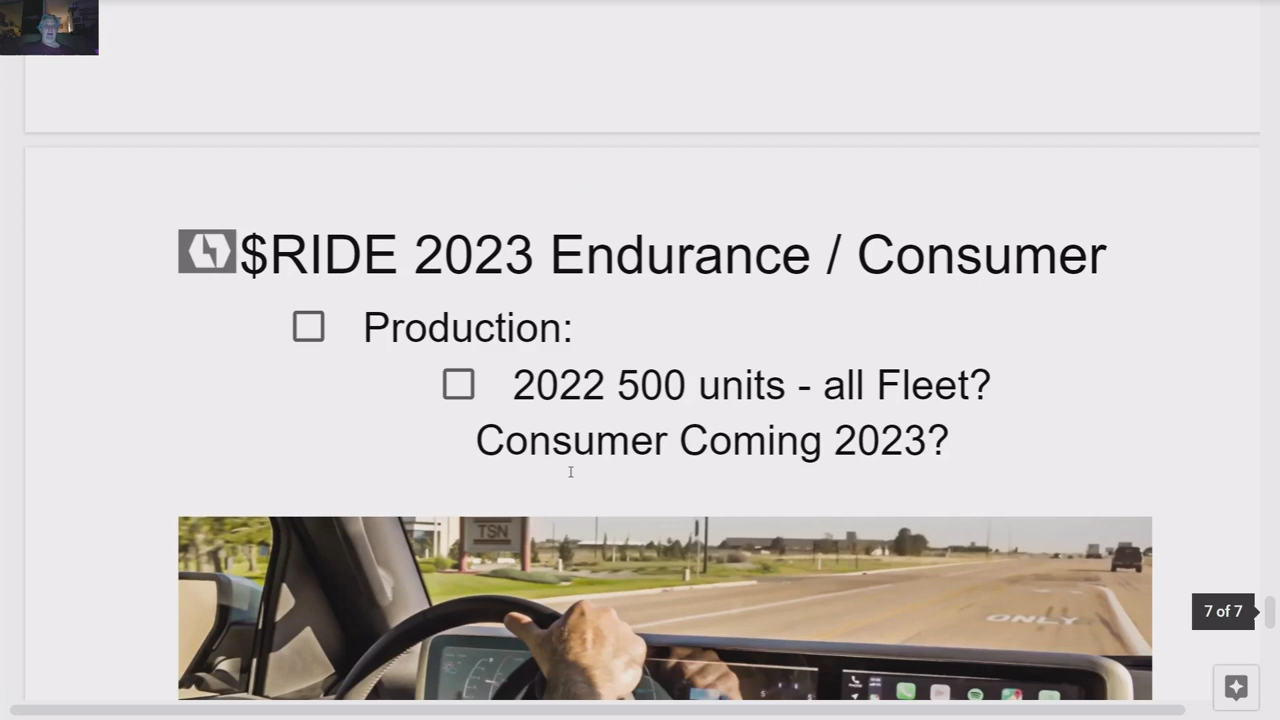 $RIDE 2023 Endurance / Consumer
Production:
2022 500 units - all Fleet?
Consumer Coming 2023?
TSN
ONLY
7 of 7